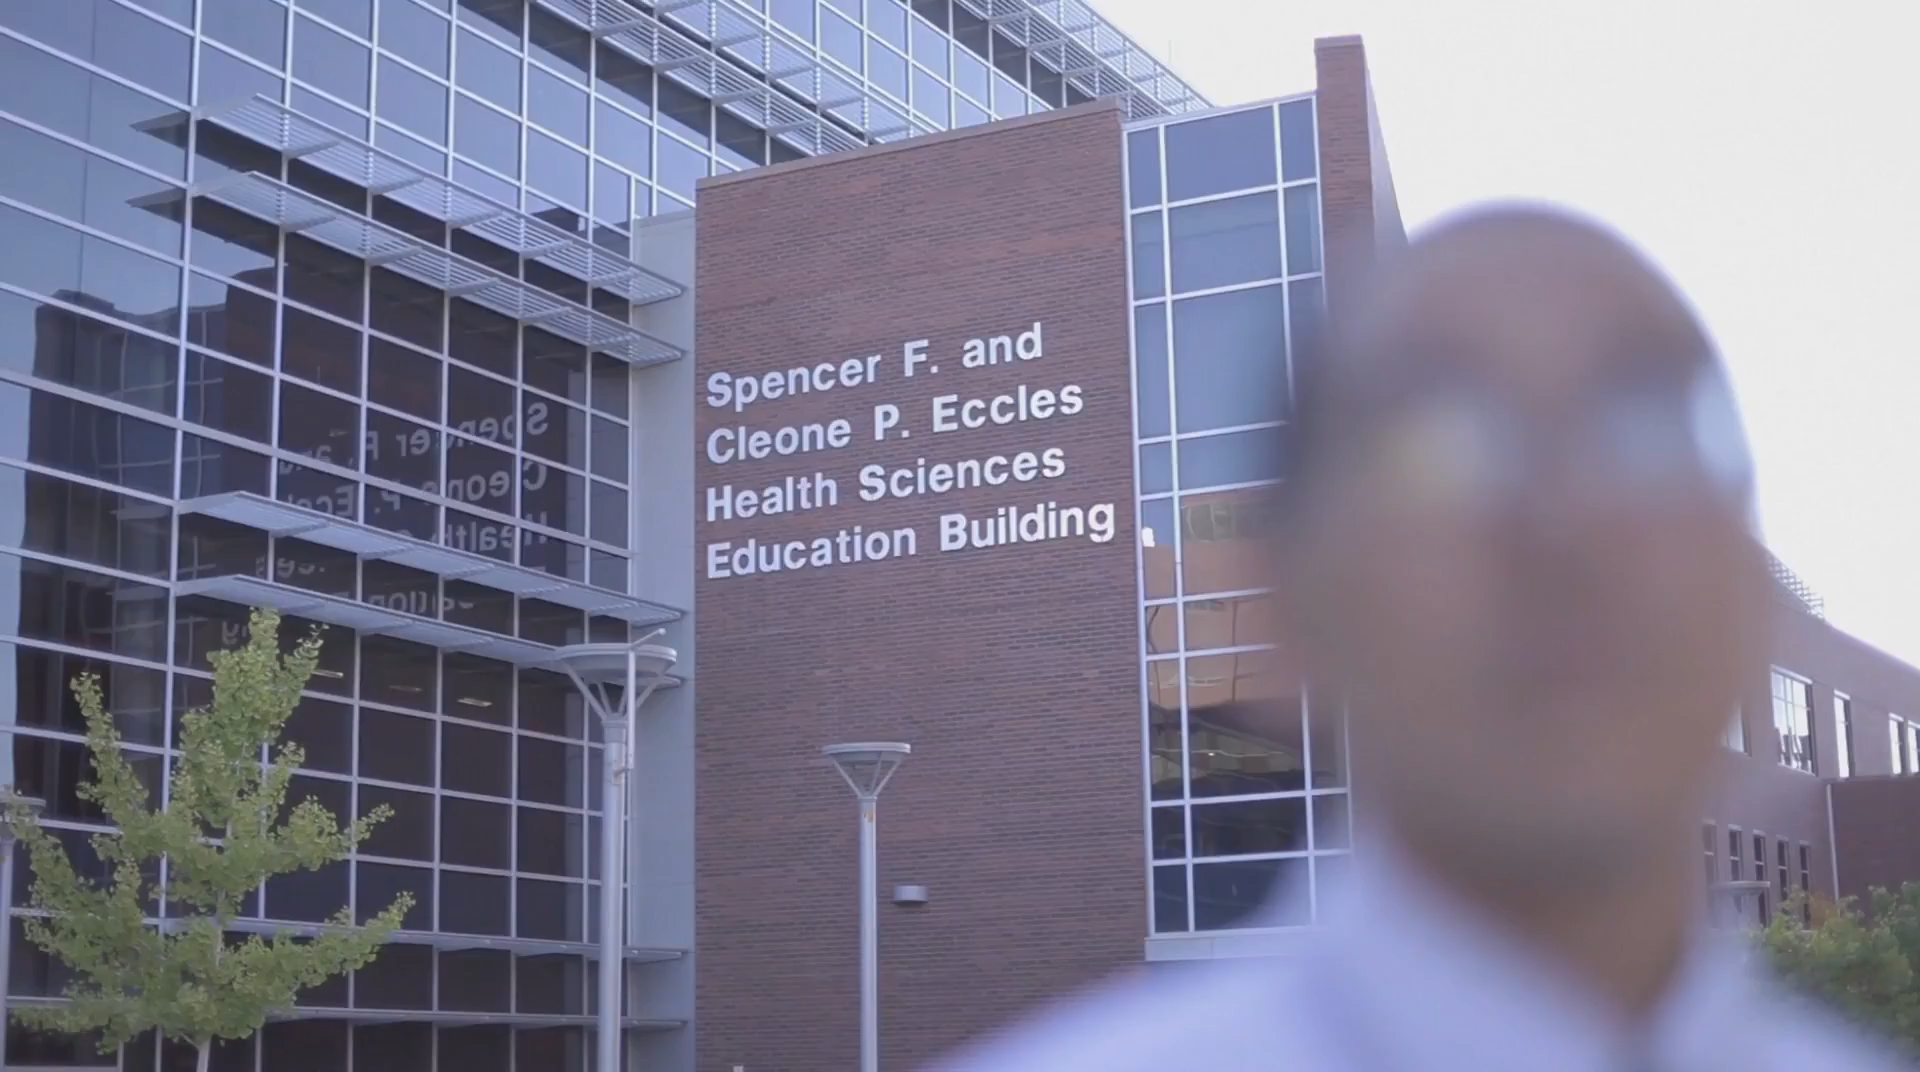 Spencer F. and
Cleone P. Eccles
Health Sciences
Education Building